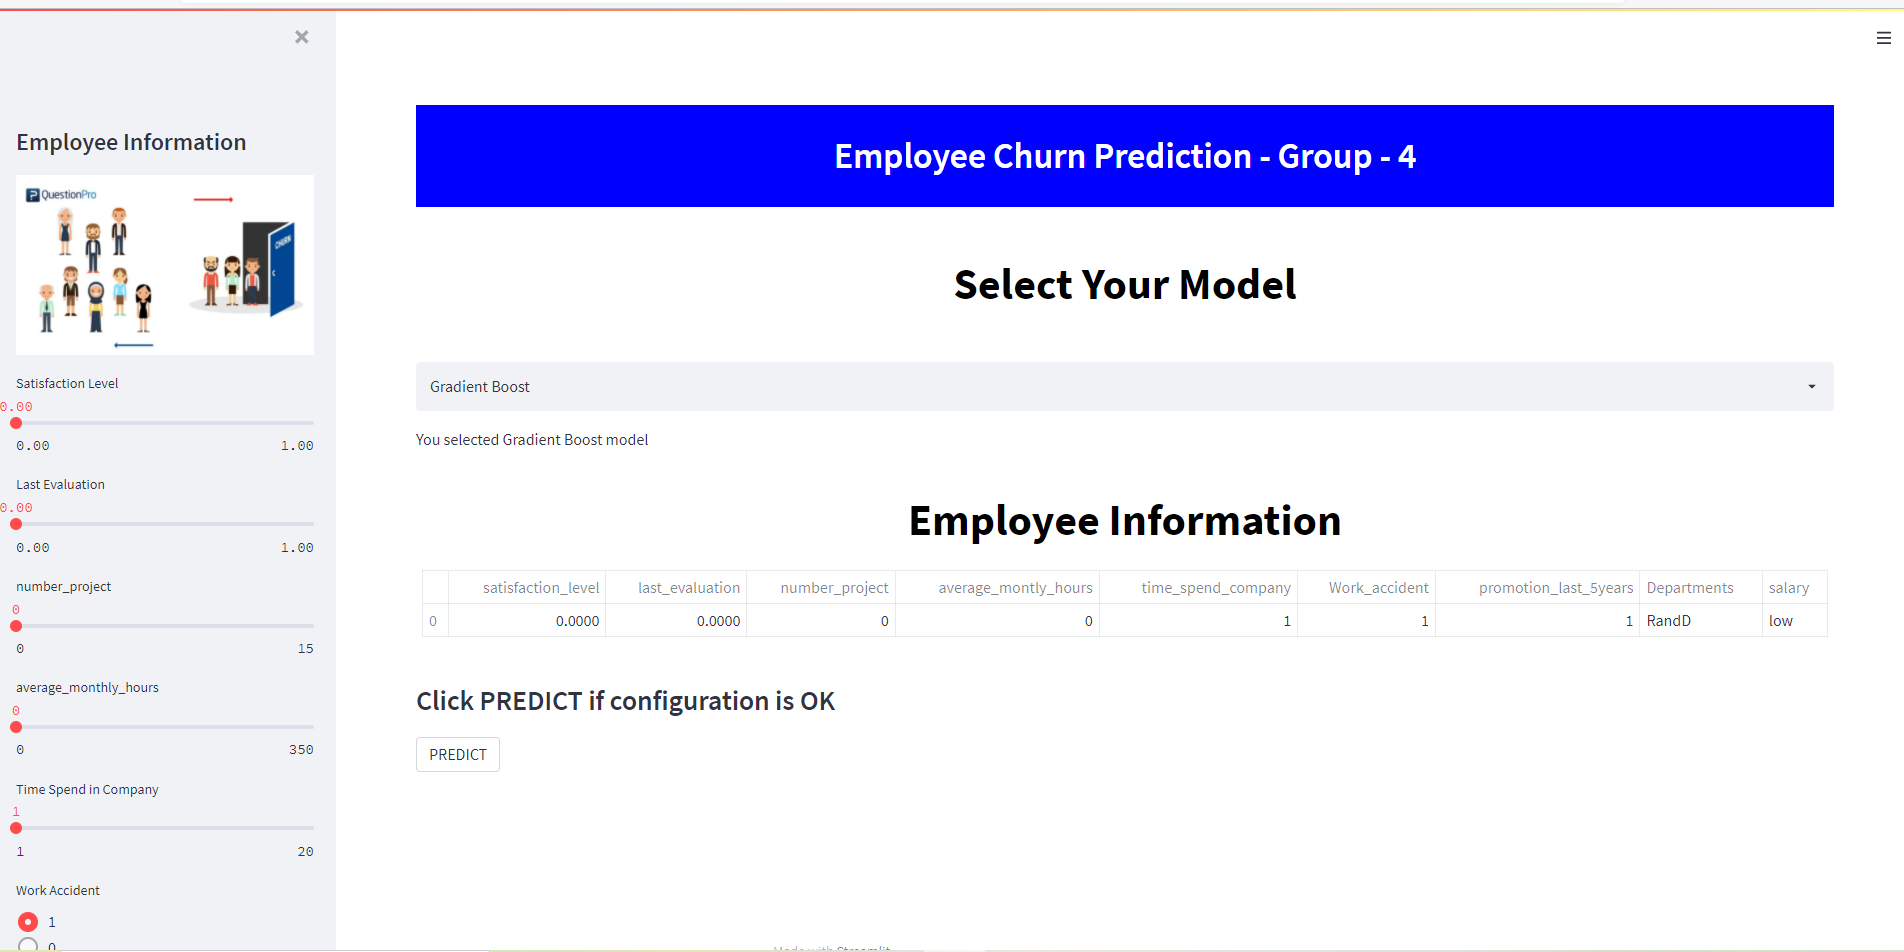 ×
Employee Information
QuestionPro
CHURN
Satisfaction Level
0.00
0.00 1.00
Last Evaluation
0.00
0.00 1.00
number_project
0
0 15
average_monthly_hours
0
0 350
Time Spend in Company
1
1 20
Work Accident
1
0
Employee Churn Prediction - Group - 4
Select Your Model
Gradient Boost
You selected Gradient Boost model
Employee Information
satisfaction_level last_evaluation number_project average_montly_hours time_spend_company Work_accident promotion_last_5years Departments salary
0 0.0000 0.0000 0 0 1 1 1 RandD low
Click PREDICT if configuration is OK
PREDICT
Made with Streamlit